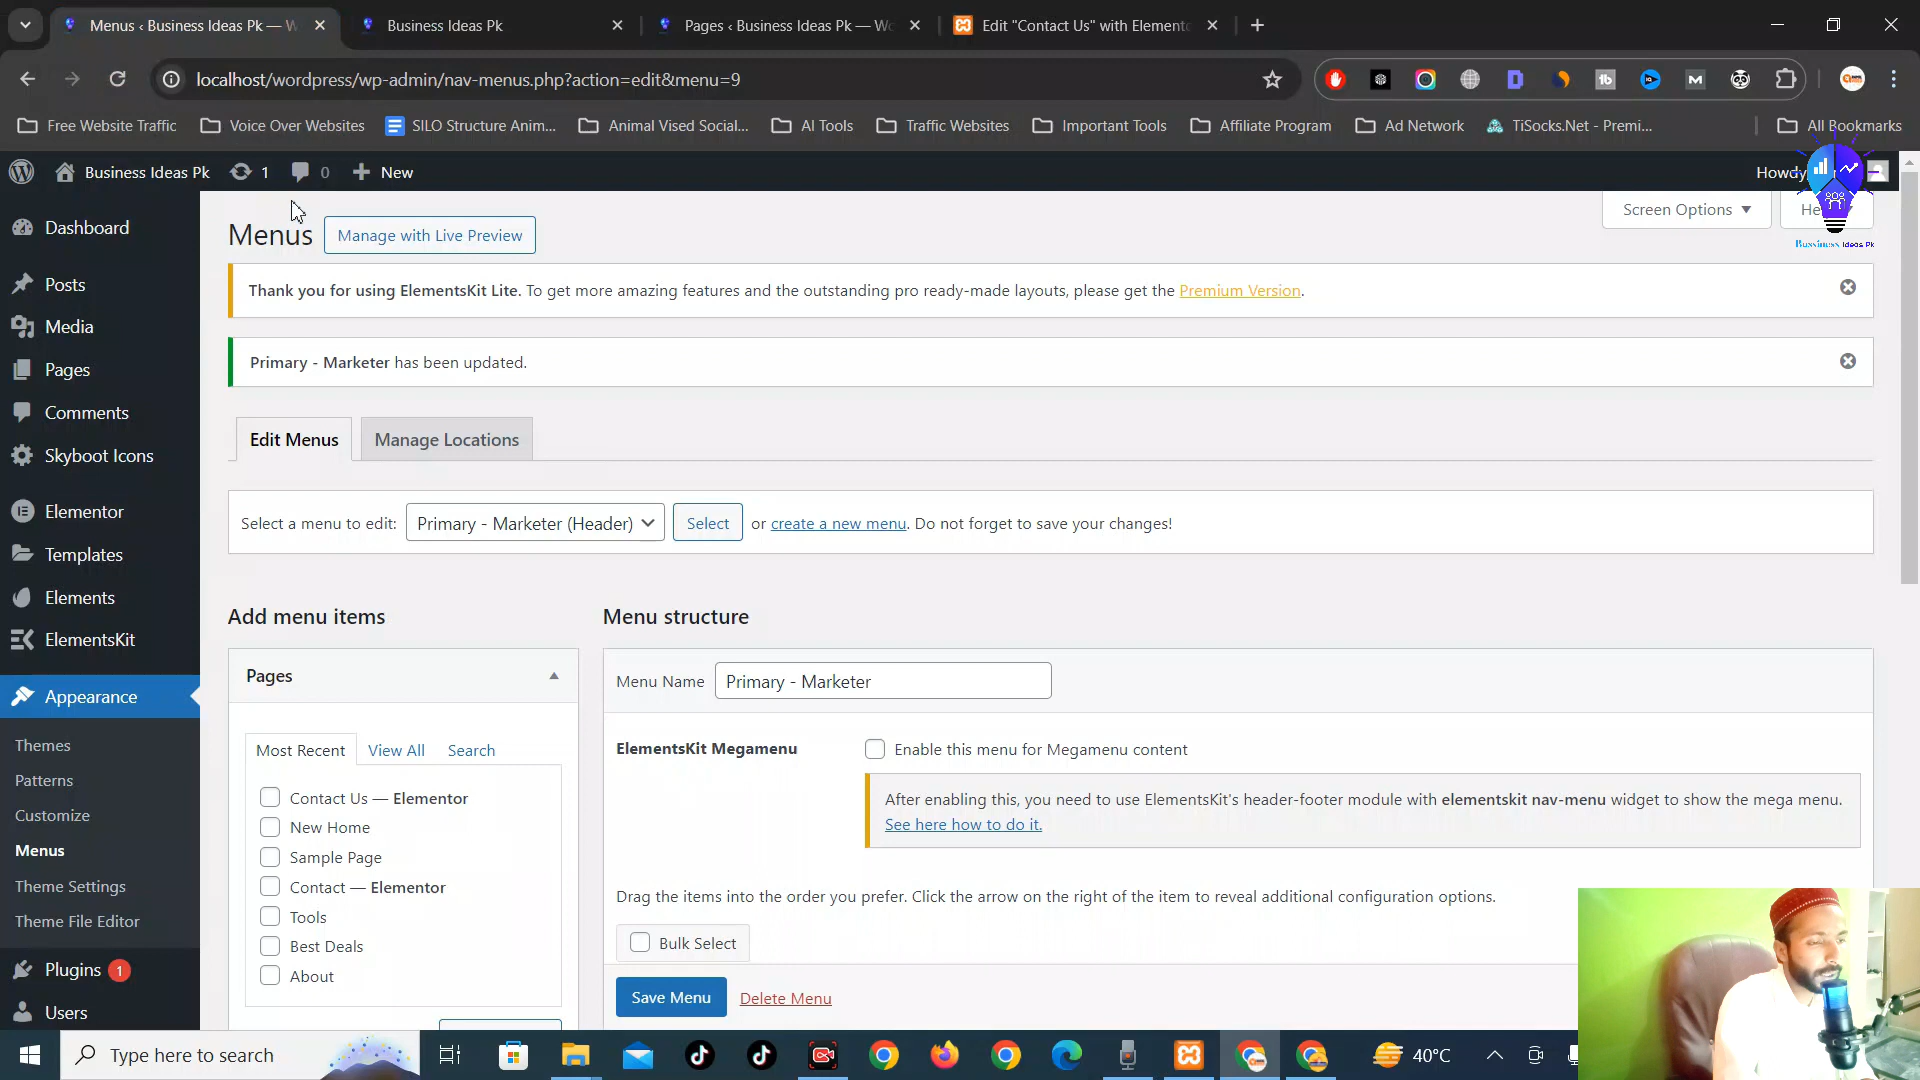 Menus ‹ Business Ideas Pk — W
Business Ideas Pk
Pages ‹ Business Ideas Pk — Wo
Edit "Contact Us" with Elemente
localhost/wordpress/wp-admin/nav-menus.php?action=edit&menu=9
Free Website Traffic
Voice Over Websites
SILO Structure Anim...
Animal Vised Social...
AI Tools
Traffic Websites
Important Tools
Affiliate Program
Ad Network
TiSocks.Net - Premi...
All Bookmarks
Business Ideas Pk
1
0
New
Howdy
Dashboard
Posts
Media
Pages
Comments
Skyboot Icons
Elementor
Templates
Elements
ElementsKit
Appearance
Themes
Patterns
Customize
Menus
Theme Settings
Theme File Editor
Plugins 1
Users
Menus
Manage with Live Preview
Screen Options
He
Bussiness Ideas Pk
Thank you for using ElementsKit Lite. To get more amazing features and the outstanding pro ready-made layouts, please get the Premium Version.
Primary - Marketer has been updated.
Edit Menus
Manage Locations
Select a menu to edit: Primary - Marketer (Header) Select or create a new menu. Do not forget to save your changes!
Add menu items
Pages
Most Recent View All Search
Contact Us — Elementor
New Home
Sample Page
Contact — Elementor
Tools
Best Deals
About
Menu structure
Menu Name Primary - Marketer
ElementsKit Megamenu
Enable this menu for Megamenu content
After enabling this, you need to use ElementsKit's header-footer module with elementskit nav-menu widget to show the mega menu.
See here how to do it.
Drag the items into the order you prefer. Click the arrow on the right of the item to reveal additional configuration options.
Bulk Select
Save Menu
Delete Menu
Type here to search
40°C